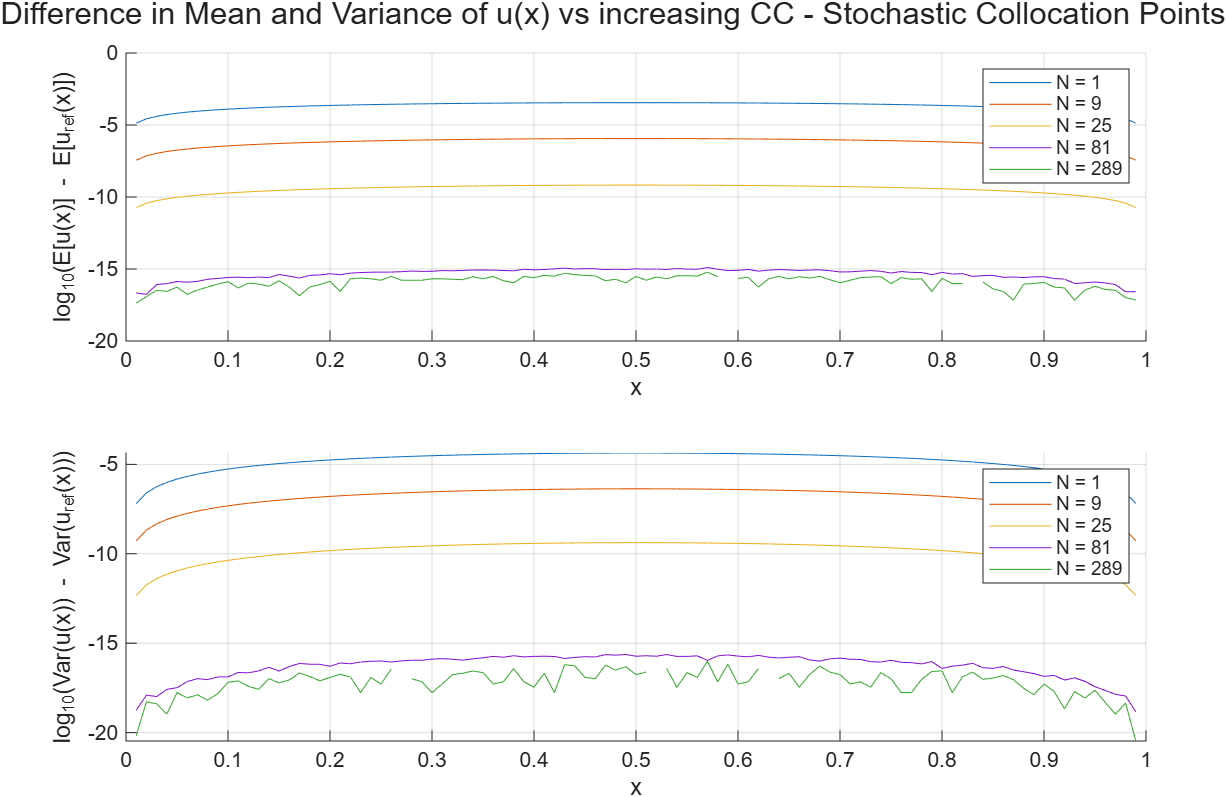 Difference in Mean and Variance of u(x) vs increasing CC - Stochastic Collocation Points
log10(E[u(x)] - E[uref(x)])
0
-5
-10
-15
-20
N = 1
N = 9
N = 25
N = 81
N = 289
0 0.1 0.2 0.3 0.4 0.5 0.6 0.7 0.8 0.9 1
x
log10(Var(u(x)) - Var(uref(x)))
-5
-10
-15
-20
N = 1
N = 9
N = 25
N = 81
N = 289
0 0.1 0.2 0.3 0.4 0.5 0.6 0.7 0.8 0.9 1
x